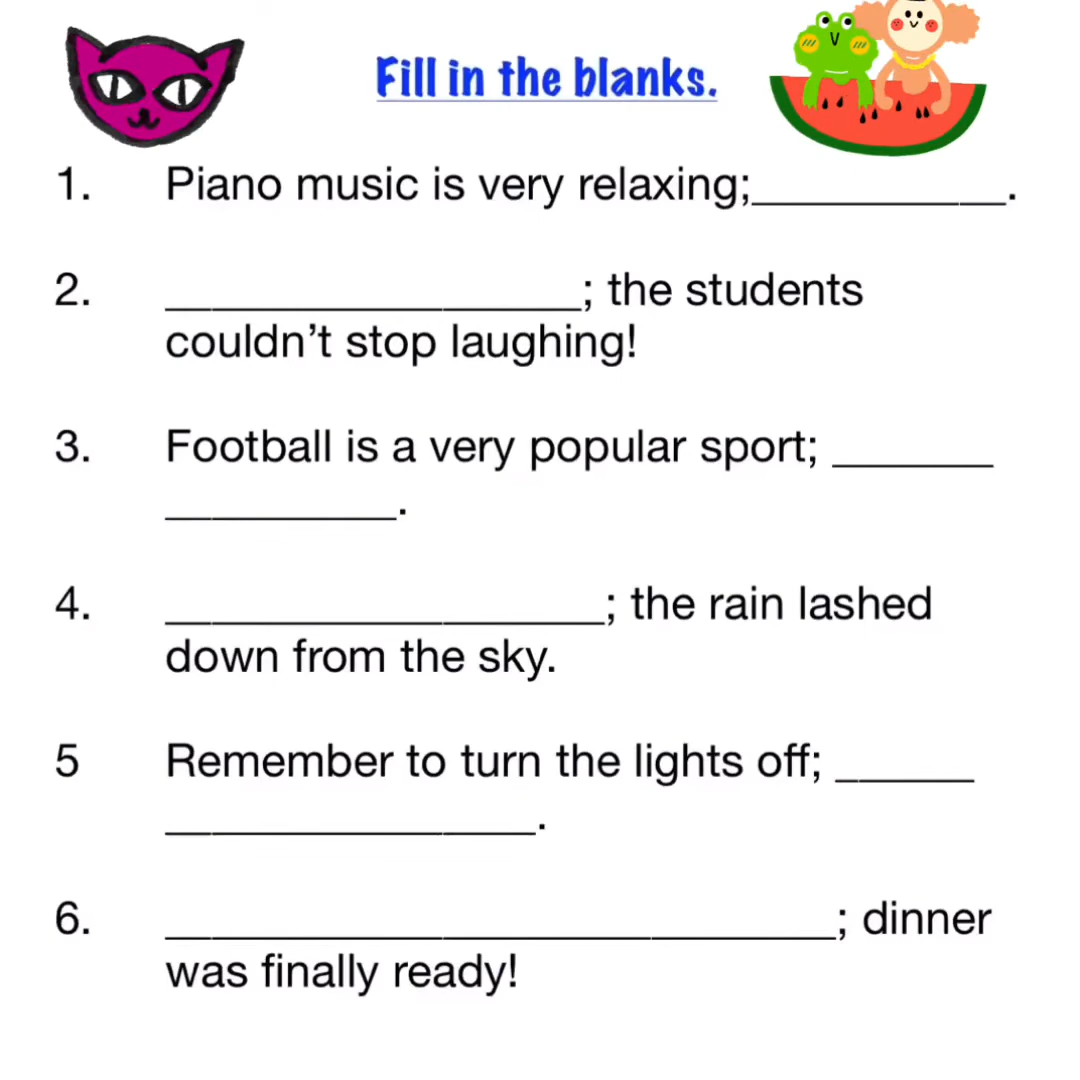 Fill in the blanks.
1. Piano music is very relaxing;___________.
2. __________________; the students
couldn’t stop laughing!
3. Football is a very popular sport; _______
__________.
4. ___________________; the rain lashed
down from the sky.
5 Remember to turn the lights off; ______
________________.
6. _____________________________; dinner
was finally ready!